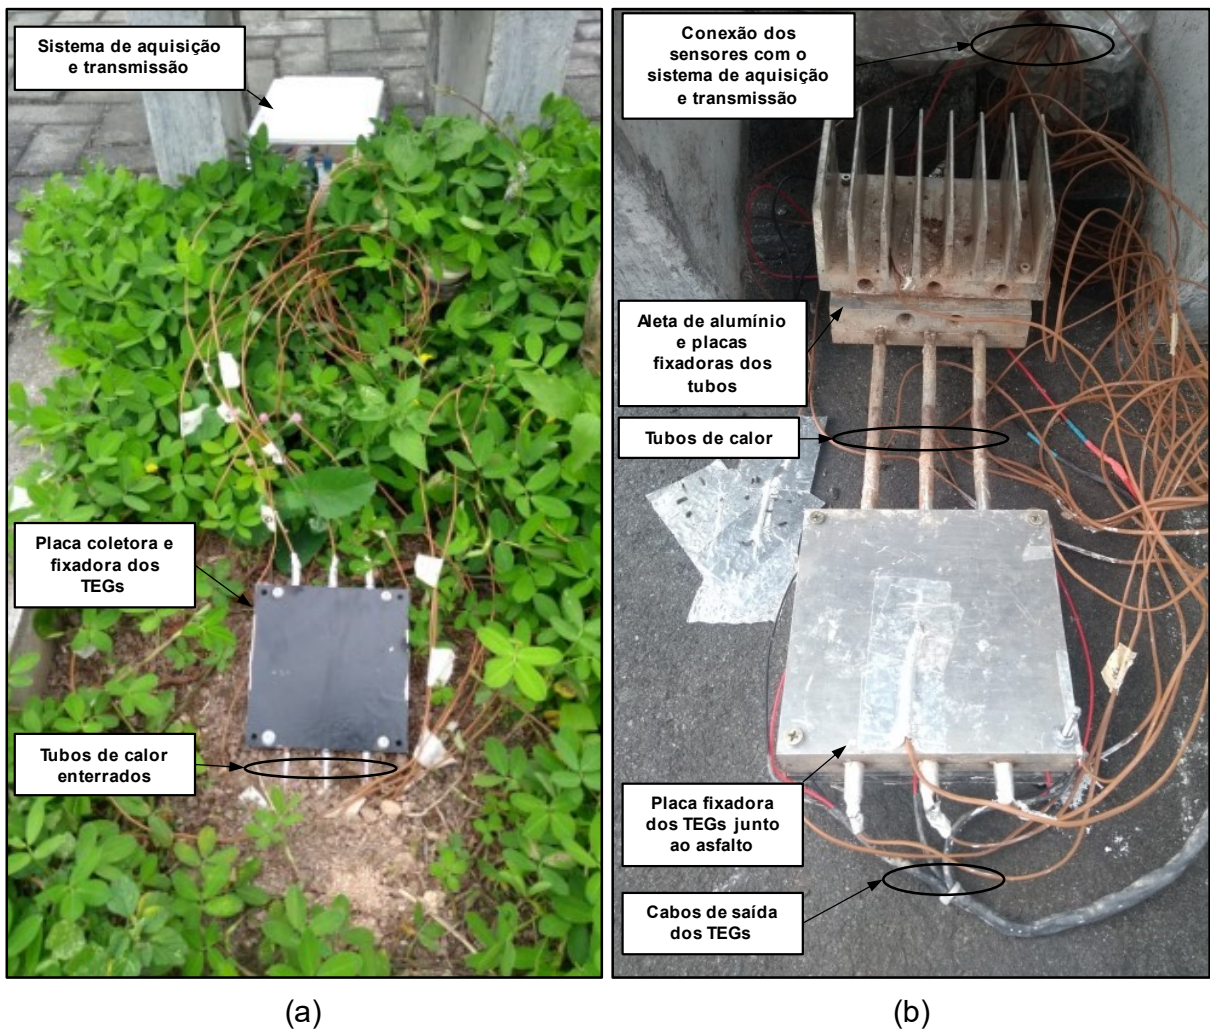 Sistema de aquisição
e transmissão
Placa coletora e
fixadora dos
TEGs
Tubos de calor
enterrados
(a)
Conexão dos
sensores com o
sistema de aquisição
e transmissão
Aleta de alumínio
e placas
fixadoras dos
tubos
Tubos de calor
Placa fixadora
dos TEGs junto
ao asfalto
Cabos de saída
dos TEGs
(b)